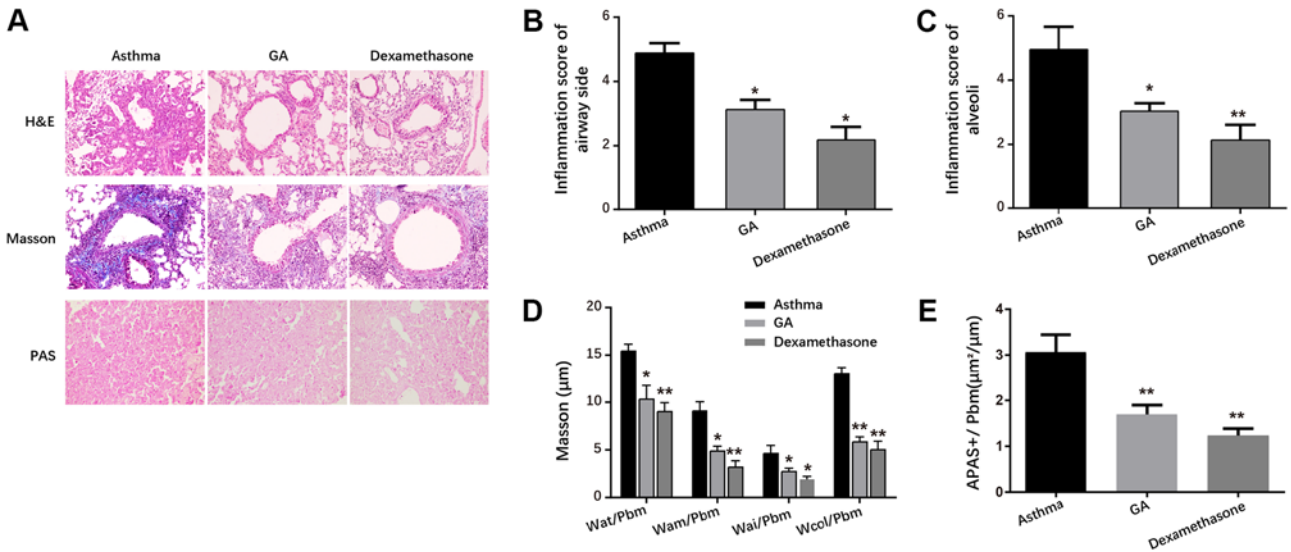 A
Asthma GA Dexamethasone
H&E
Masson
PAS
B
Inflammation score of
airway side
6
4
2
0
*
*
Asthma
GA
Dexamethasone
C
Inflammation score of
alveoli
6
4
2
0
*
**
Asthma
GA
Dexamethasone
D
Masson (μm)
20
15
10
5
0
Asthma
GA
Dexamethasone
* **
* **
* *
** **
Wat/Pbm
Wam/Pbm
Wai/Pbm
Wcol/Pbm
E
APAS+/ Pbm(μm²/μm)
4
3
2
1
0
**
**
Asthma
GA
Dexamethasone